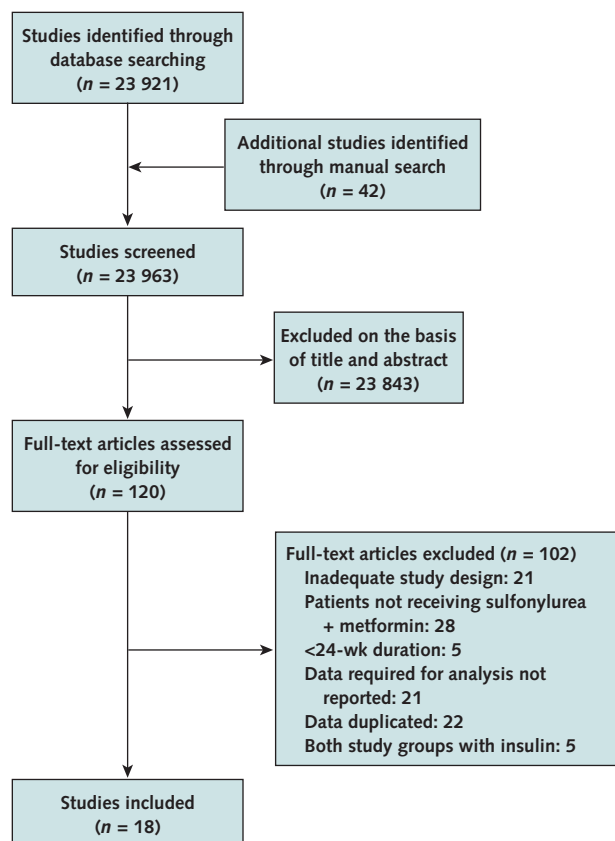 Studies identified through
database searching
(n = 23 921)
Additional studies identified
through manual search
(n = 42)
Studies screened
(n = 23 963)
Excluded on the basis
of title and abstract
(n = 23 843)
Full-text articles assessed
for eligibility
(n = 120)
Full-text articles excluded (n = 102)
Inadequate study design: 21
Patients not receiving sulfonylurea
+ metformin: 28
<24-wk duration: 5
Data required for analysis not
reported: 21
Data duplicated: 22
Both study groups with insulin: 5
Studies included
(n = 18)